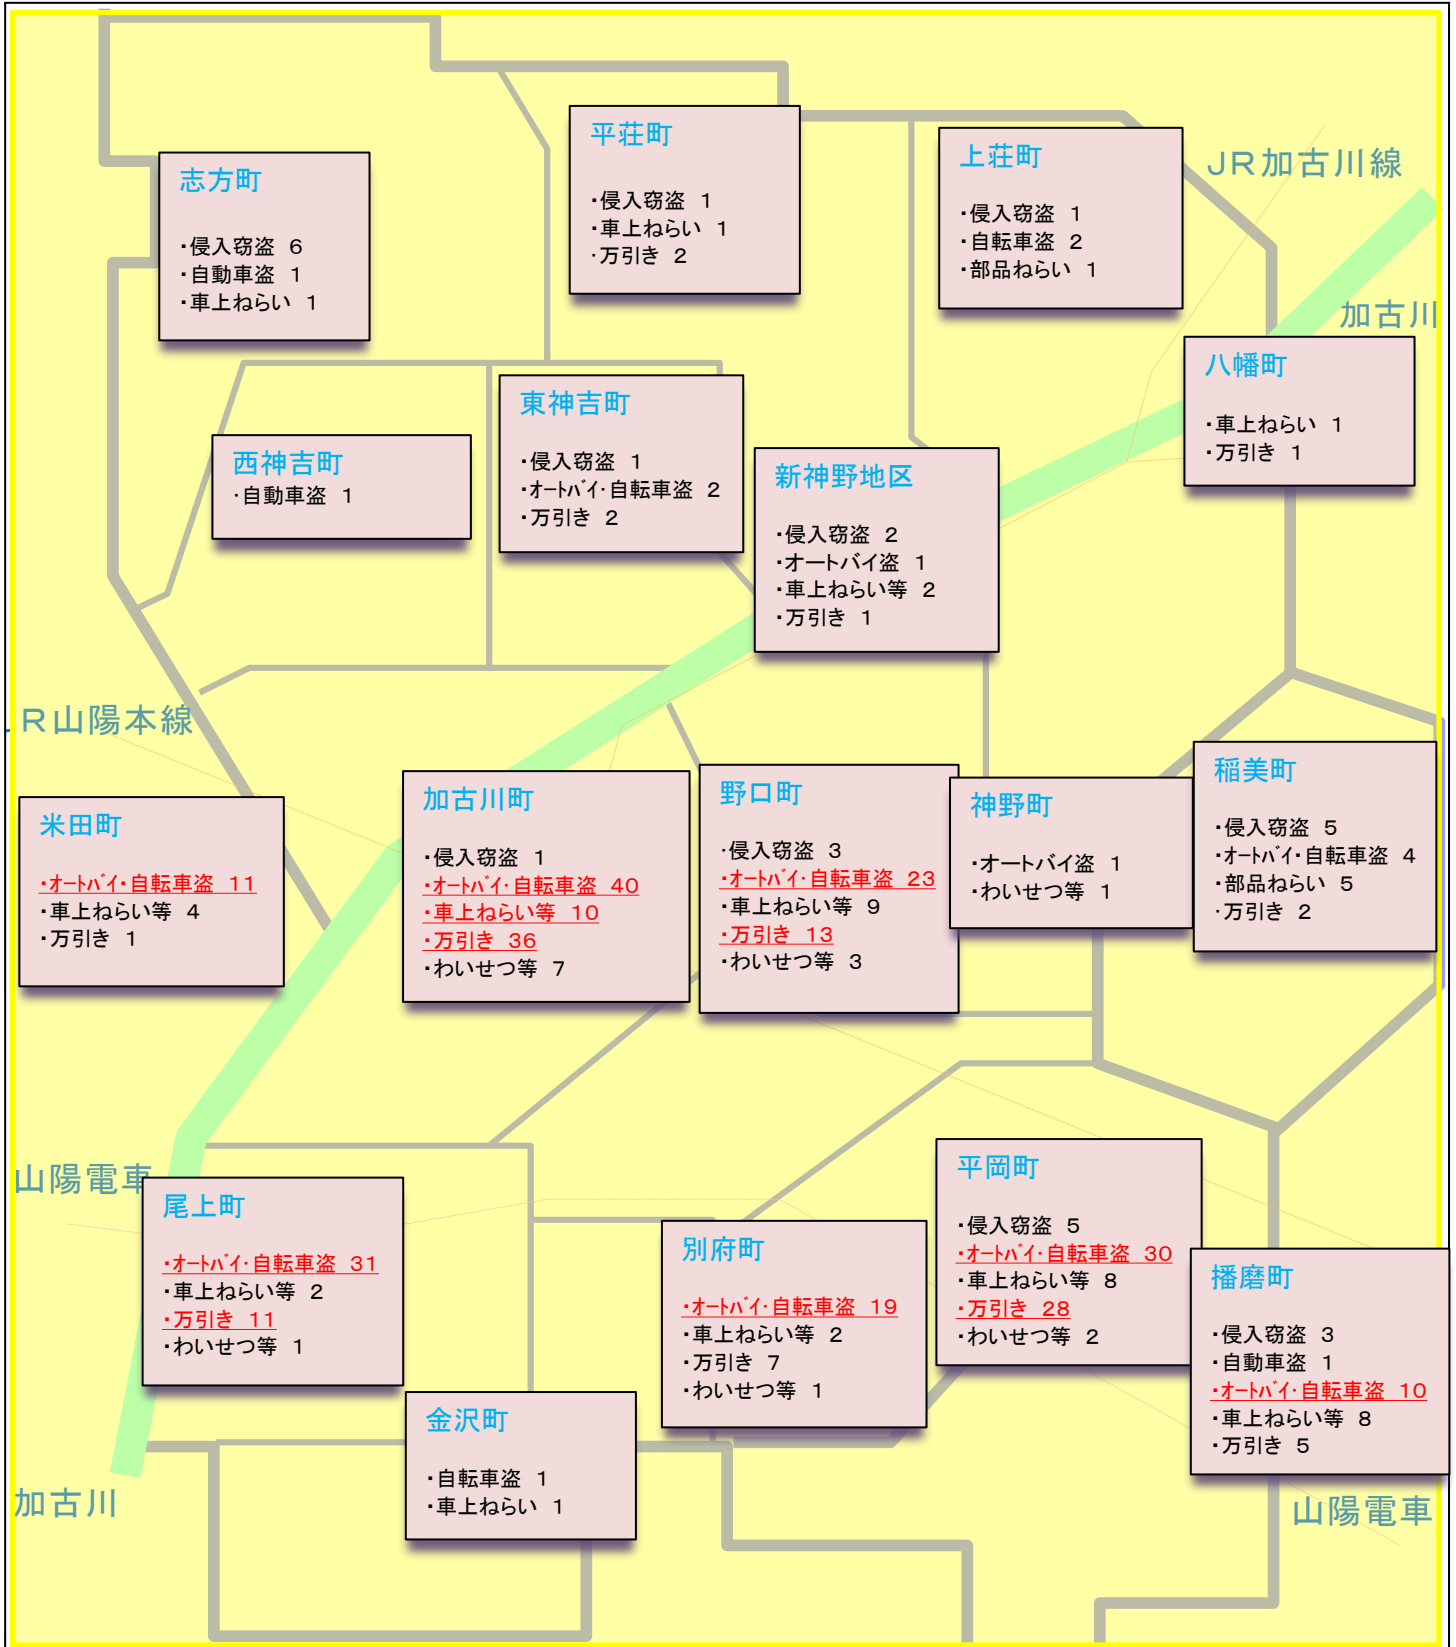 平荘町
・侵入窃盗 1
・車上ねらい 1
・万引き 2
上荘町
・侵入窃盗 1
・自転車盗 2
・部品ねらい 1
JR加古川線
志方町
・侵入窃盗 6
・自動車盗 1
・車上ねらい 1
加古川
八幡町
・車上ねらい 1
・万引き 1
東神吉町
・侵入窃盗 1
・オートバイ・自転車盗 2
・万引き 2
西神吉町
・自動車盗 1
新神野地区
・侵入窃盗 2
・オートバイ盗 1
・車上ねらい等 2
・万引き 1
JR山陽本線
米田町
・オートバイ・自転車盗 11
・車上ねらい等 4
・万引き 1
加古川町
・侵入窃盗 1
・オートバイ・自転車盗 40
・車上ねらい等 10
・万引き 36
・わいせつ等 7
野口町
・侵入窃盗 3
・オートバイ・自転車盗 23
・車上ねらい等 9
・万引き 13
・わいせつ等 3
神野町
・オートバイ盗 1
・わいせつ等 1
稲美町
・侵入窃盗 5
・オートバイ・自転車盗 4
・部品ねらい 5
・万引き 2
山陽電車
尾上町
・オートバイ・自転車盗 31
・車上ねらい等 2
・万引き 11
・わいせつ等 1
別府町
・オートバイ・自転車盗 19
・車上ねらい等 2
・万引き 7
・わいせつ等 1
平岡町
・侵入窃盗 5
・オートバイ・自転車盗 30
・車上ねらい等 8
・万引き 28
・わいせつ等 2
播磨町
・侵入窃盗 3
・自動車盗 1
・オートバイ・自転車盗 10
・車上ねらい等 8
・万引き 5
金沢町
・自転車盗 1
・車上ねらい 1
加古川
山陽電車